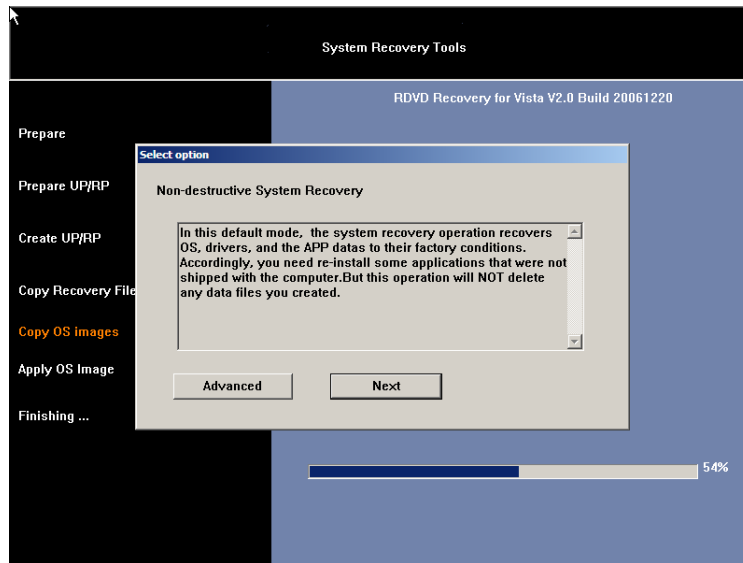 System Recovery Tools
RDVD Recovery for Vista V2.0 Build 20061220
Prepare
Prepare UP/RP
Create UP/RP
Copy Recovery File
Copy OS images
Apply OS Image
Finishing ...
Select option
Non-destructive System Recovery
In this default mode,  the system recovery operation recovers
OS, drivers, and the APP datas to their factory conditions.
Accordingly, you need re-install some applications that were not
shipped with the computer.But this operation will NOT delete
any data files you created.
Advanced
Next
54%